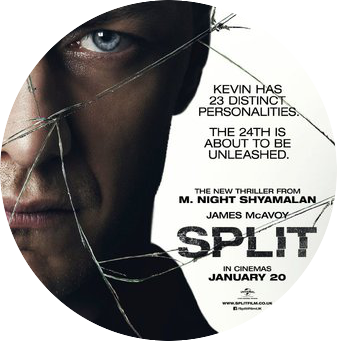 KEVIN HAS
23 DISTINCT
PERSONALITIES.
THE 24TH IS
ABOUT TO BE
UNLEASHED.
THE NEW THRILLER FROM
M. NIGHT SHYAMALAN
JAMES McAVOY
SPLIT
IN CINEMAS
JANUARY 20
WWW.SPLITFILM.CO.UK